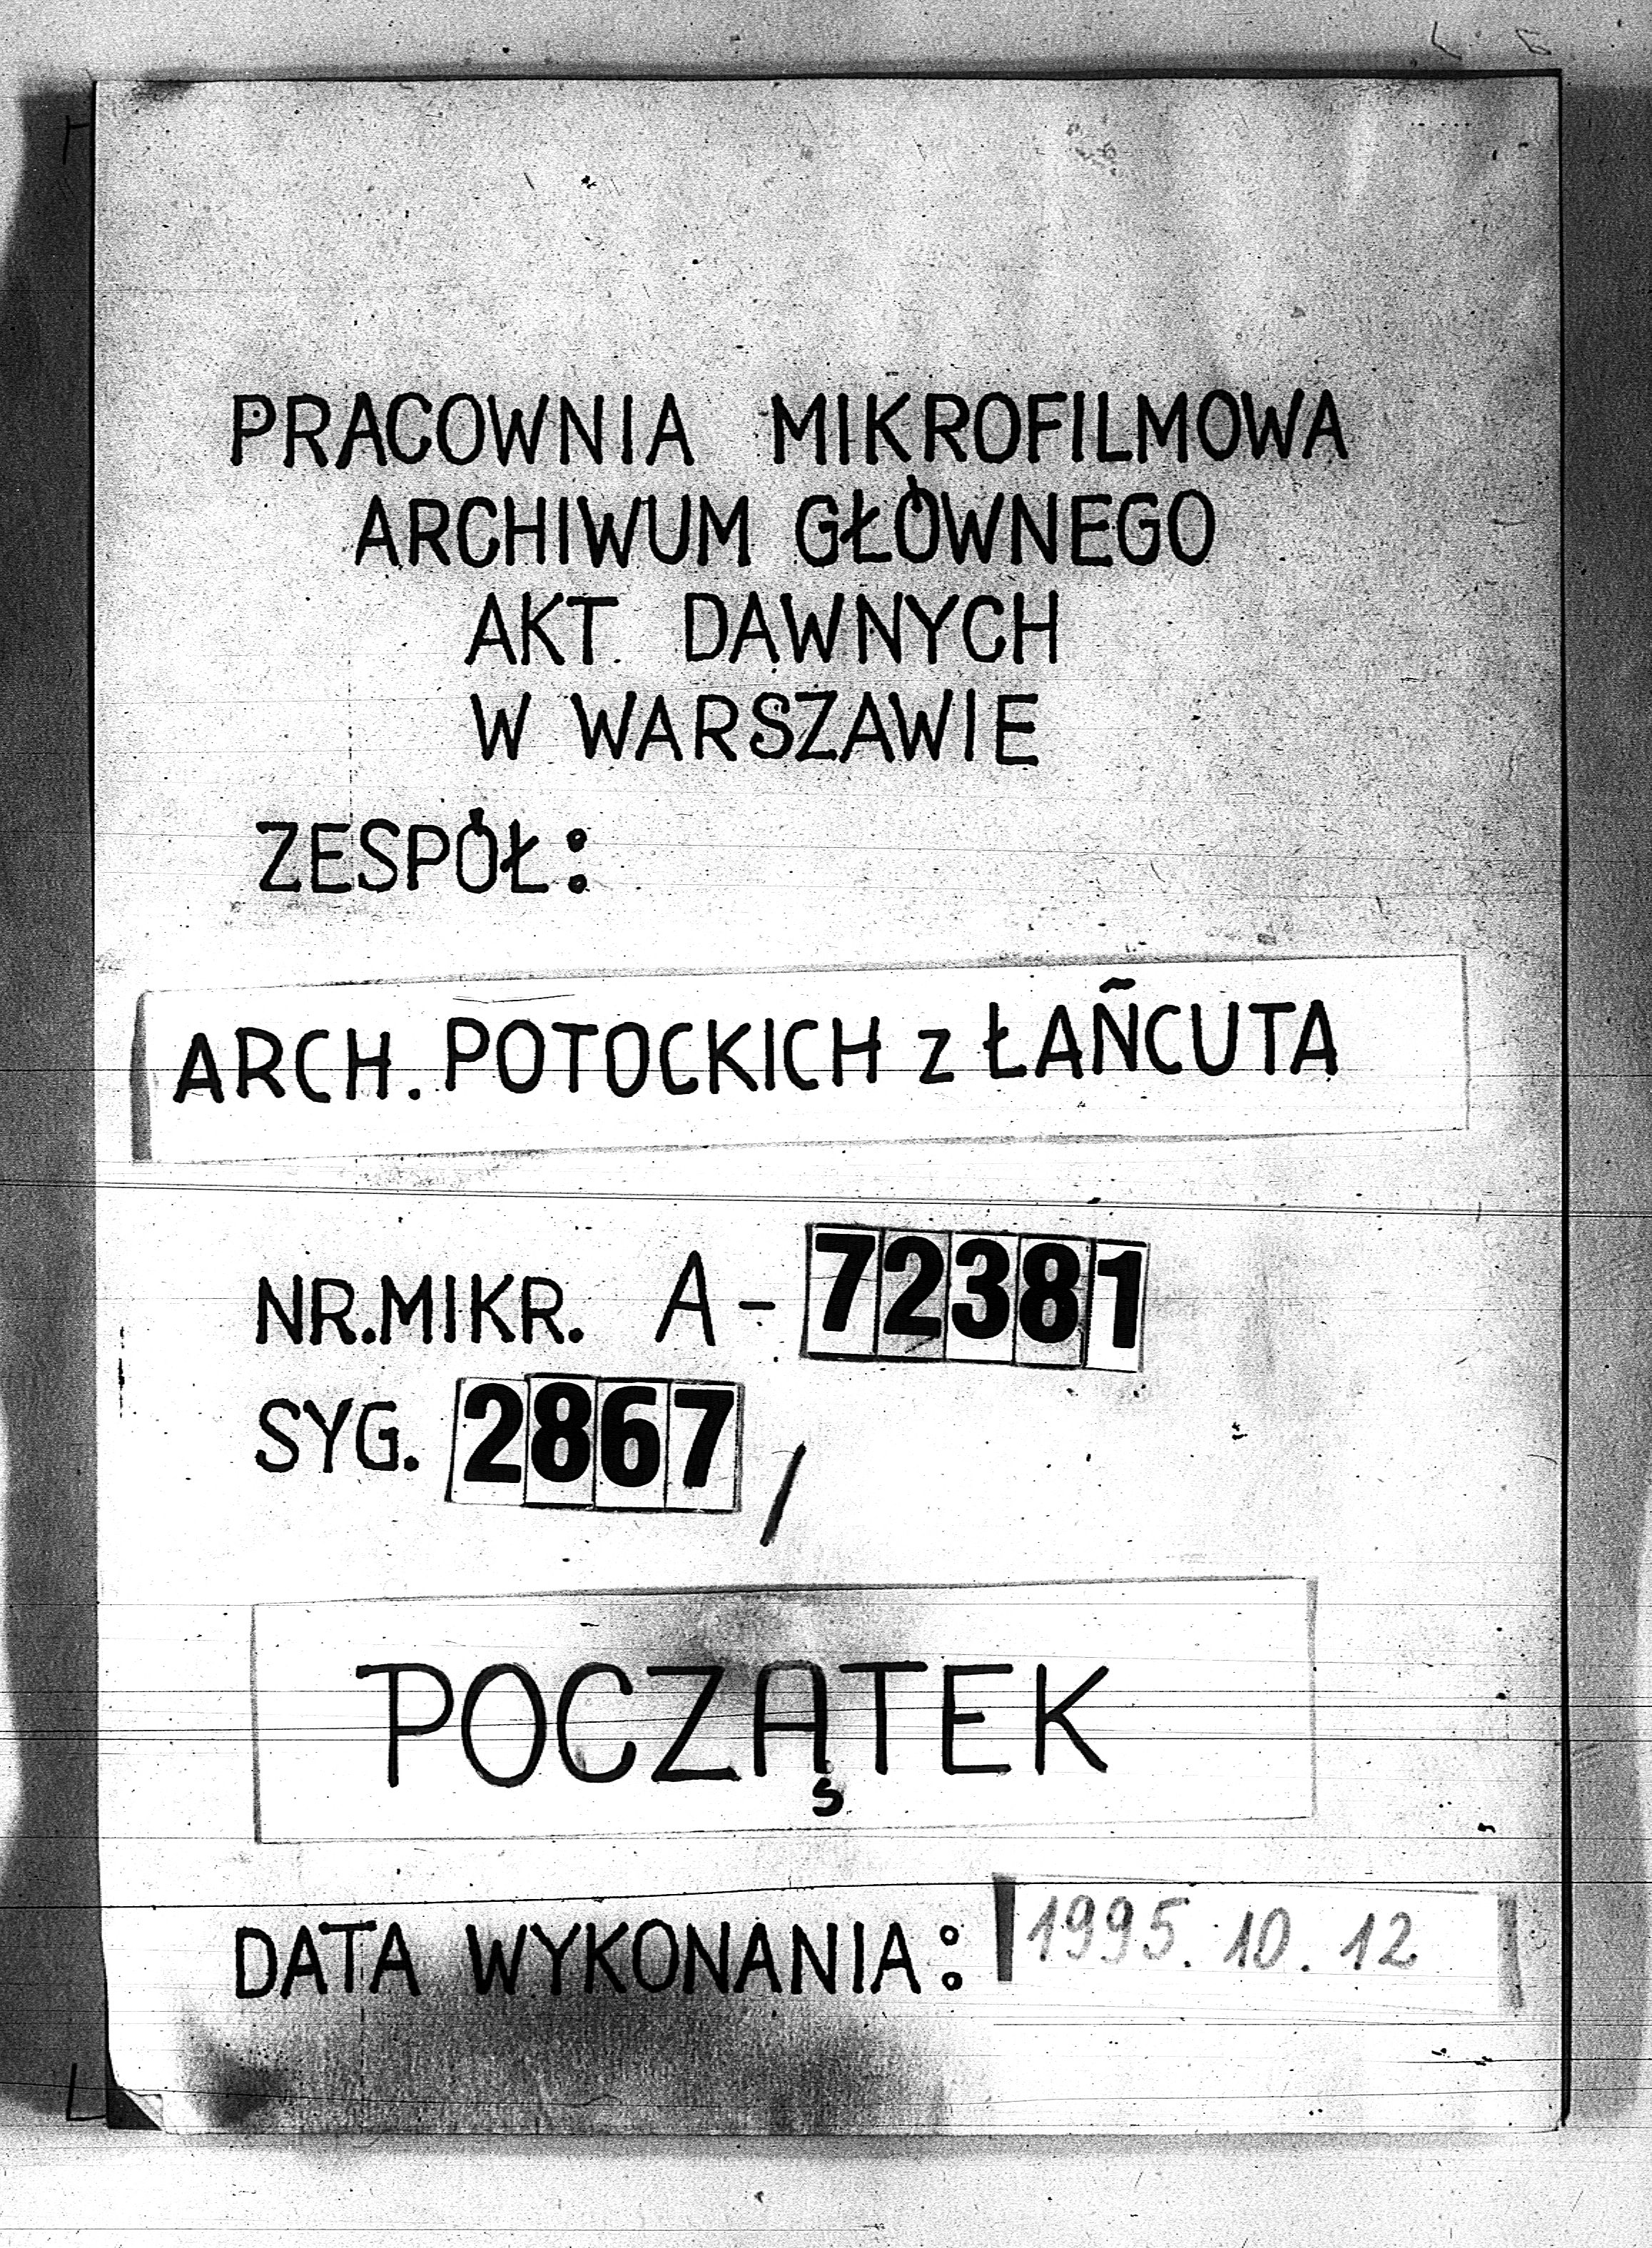 PRACOWNIA MIKROFILMOWA
ARCHIWUM GŁÓWNEGO
AKT DAWNYCH
W WARSZAWIE
ZESPÓŁ:
ARCH. POTOCKICH z ŁAŃCUTA
NR.MIKR. A-72381
SYG. 2867/
POCZĄTEK
DATA WYKONANIA: 1995.10.12